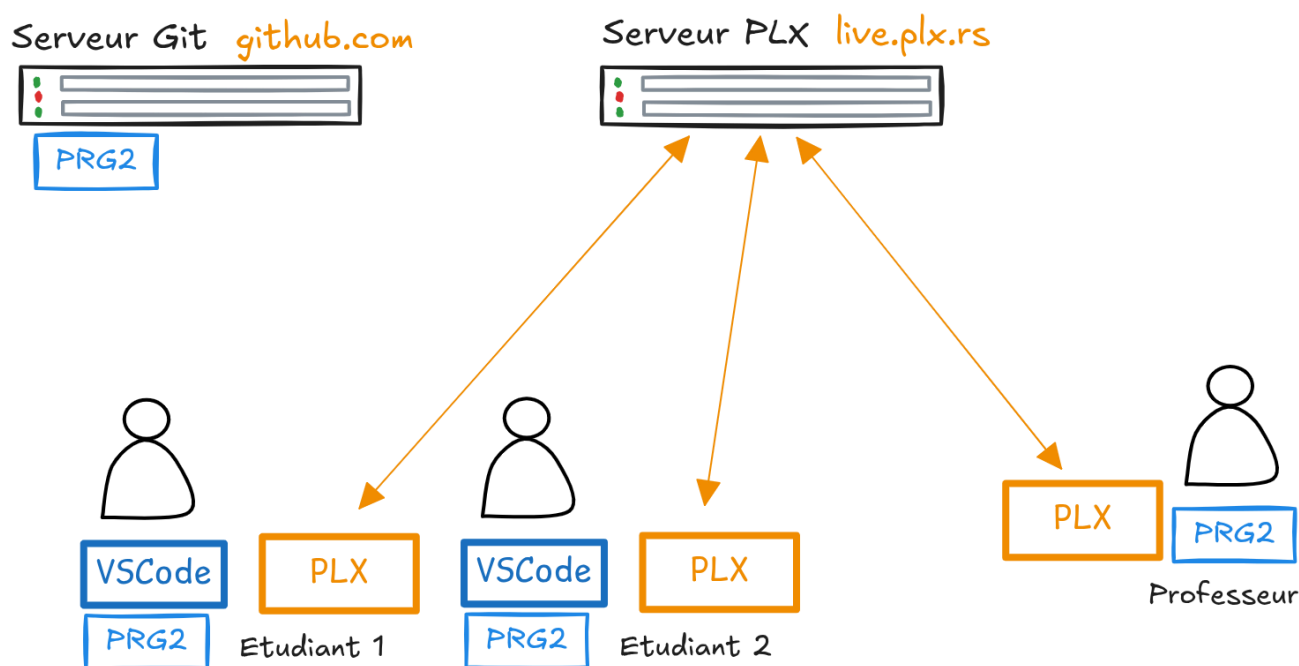 Serveur Git github.com
Serveur PLX live.plx.rs
PRG2
VSCode
PLX
PRG2
Etudiant 1
VSCode
PLX
PRG2
Etudiant 2
PLX
PRG2
Professeur